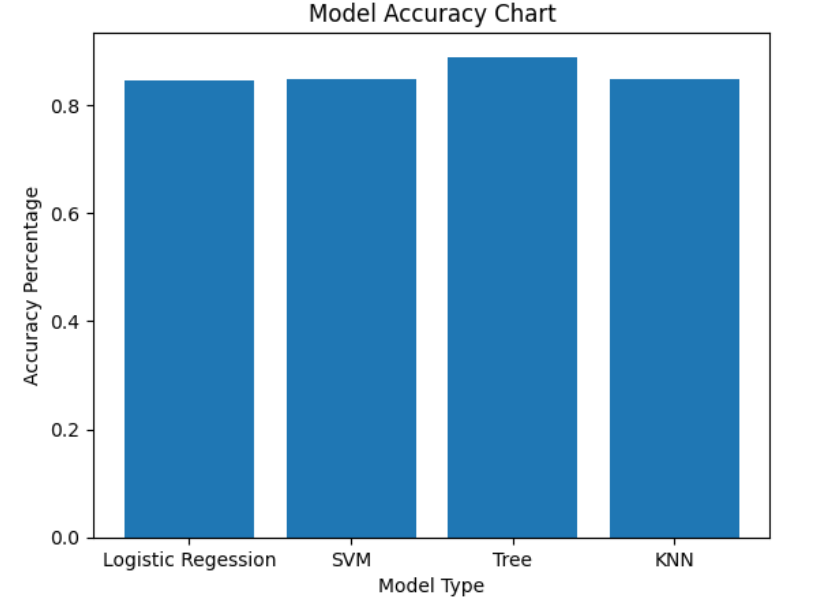 Model Accuracy Chart
Accuracy Percentage
0.8
0.6
0.4
0.2
0.0
Logistic Regession SVM Tree KNN
Model Type